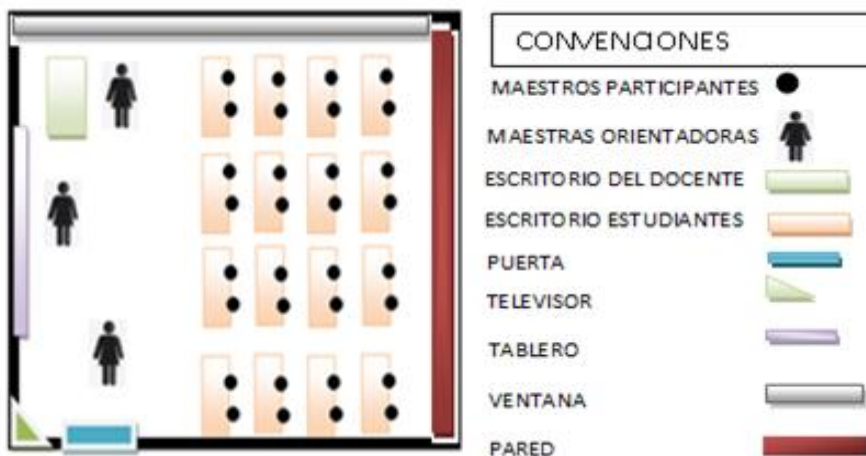 CONVENCIONES
MAESTROS PARTICIPANTES
MAESTRAS ORIENTADORAS
ESCRITORIO DEL DOCENTE
ESCRITORIO ESTUDIANTES
PUERTA
TELEVISOR
TABLERO
VENTANA
PARED